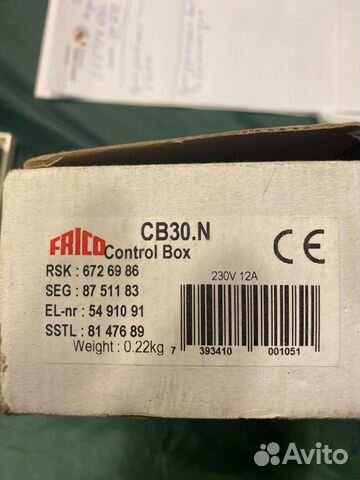 FRICO
CB30.N
Control Box
CE
RSK : 672 69 86
SEG : 87 511 83
EL-nr : 54 910 91
SSTL : 81 476 89
Weight : 0.22kg
230V 12A
7 393410 001051
Avito